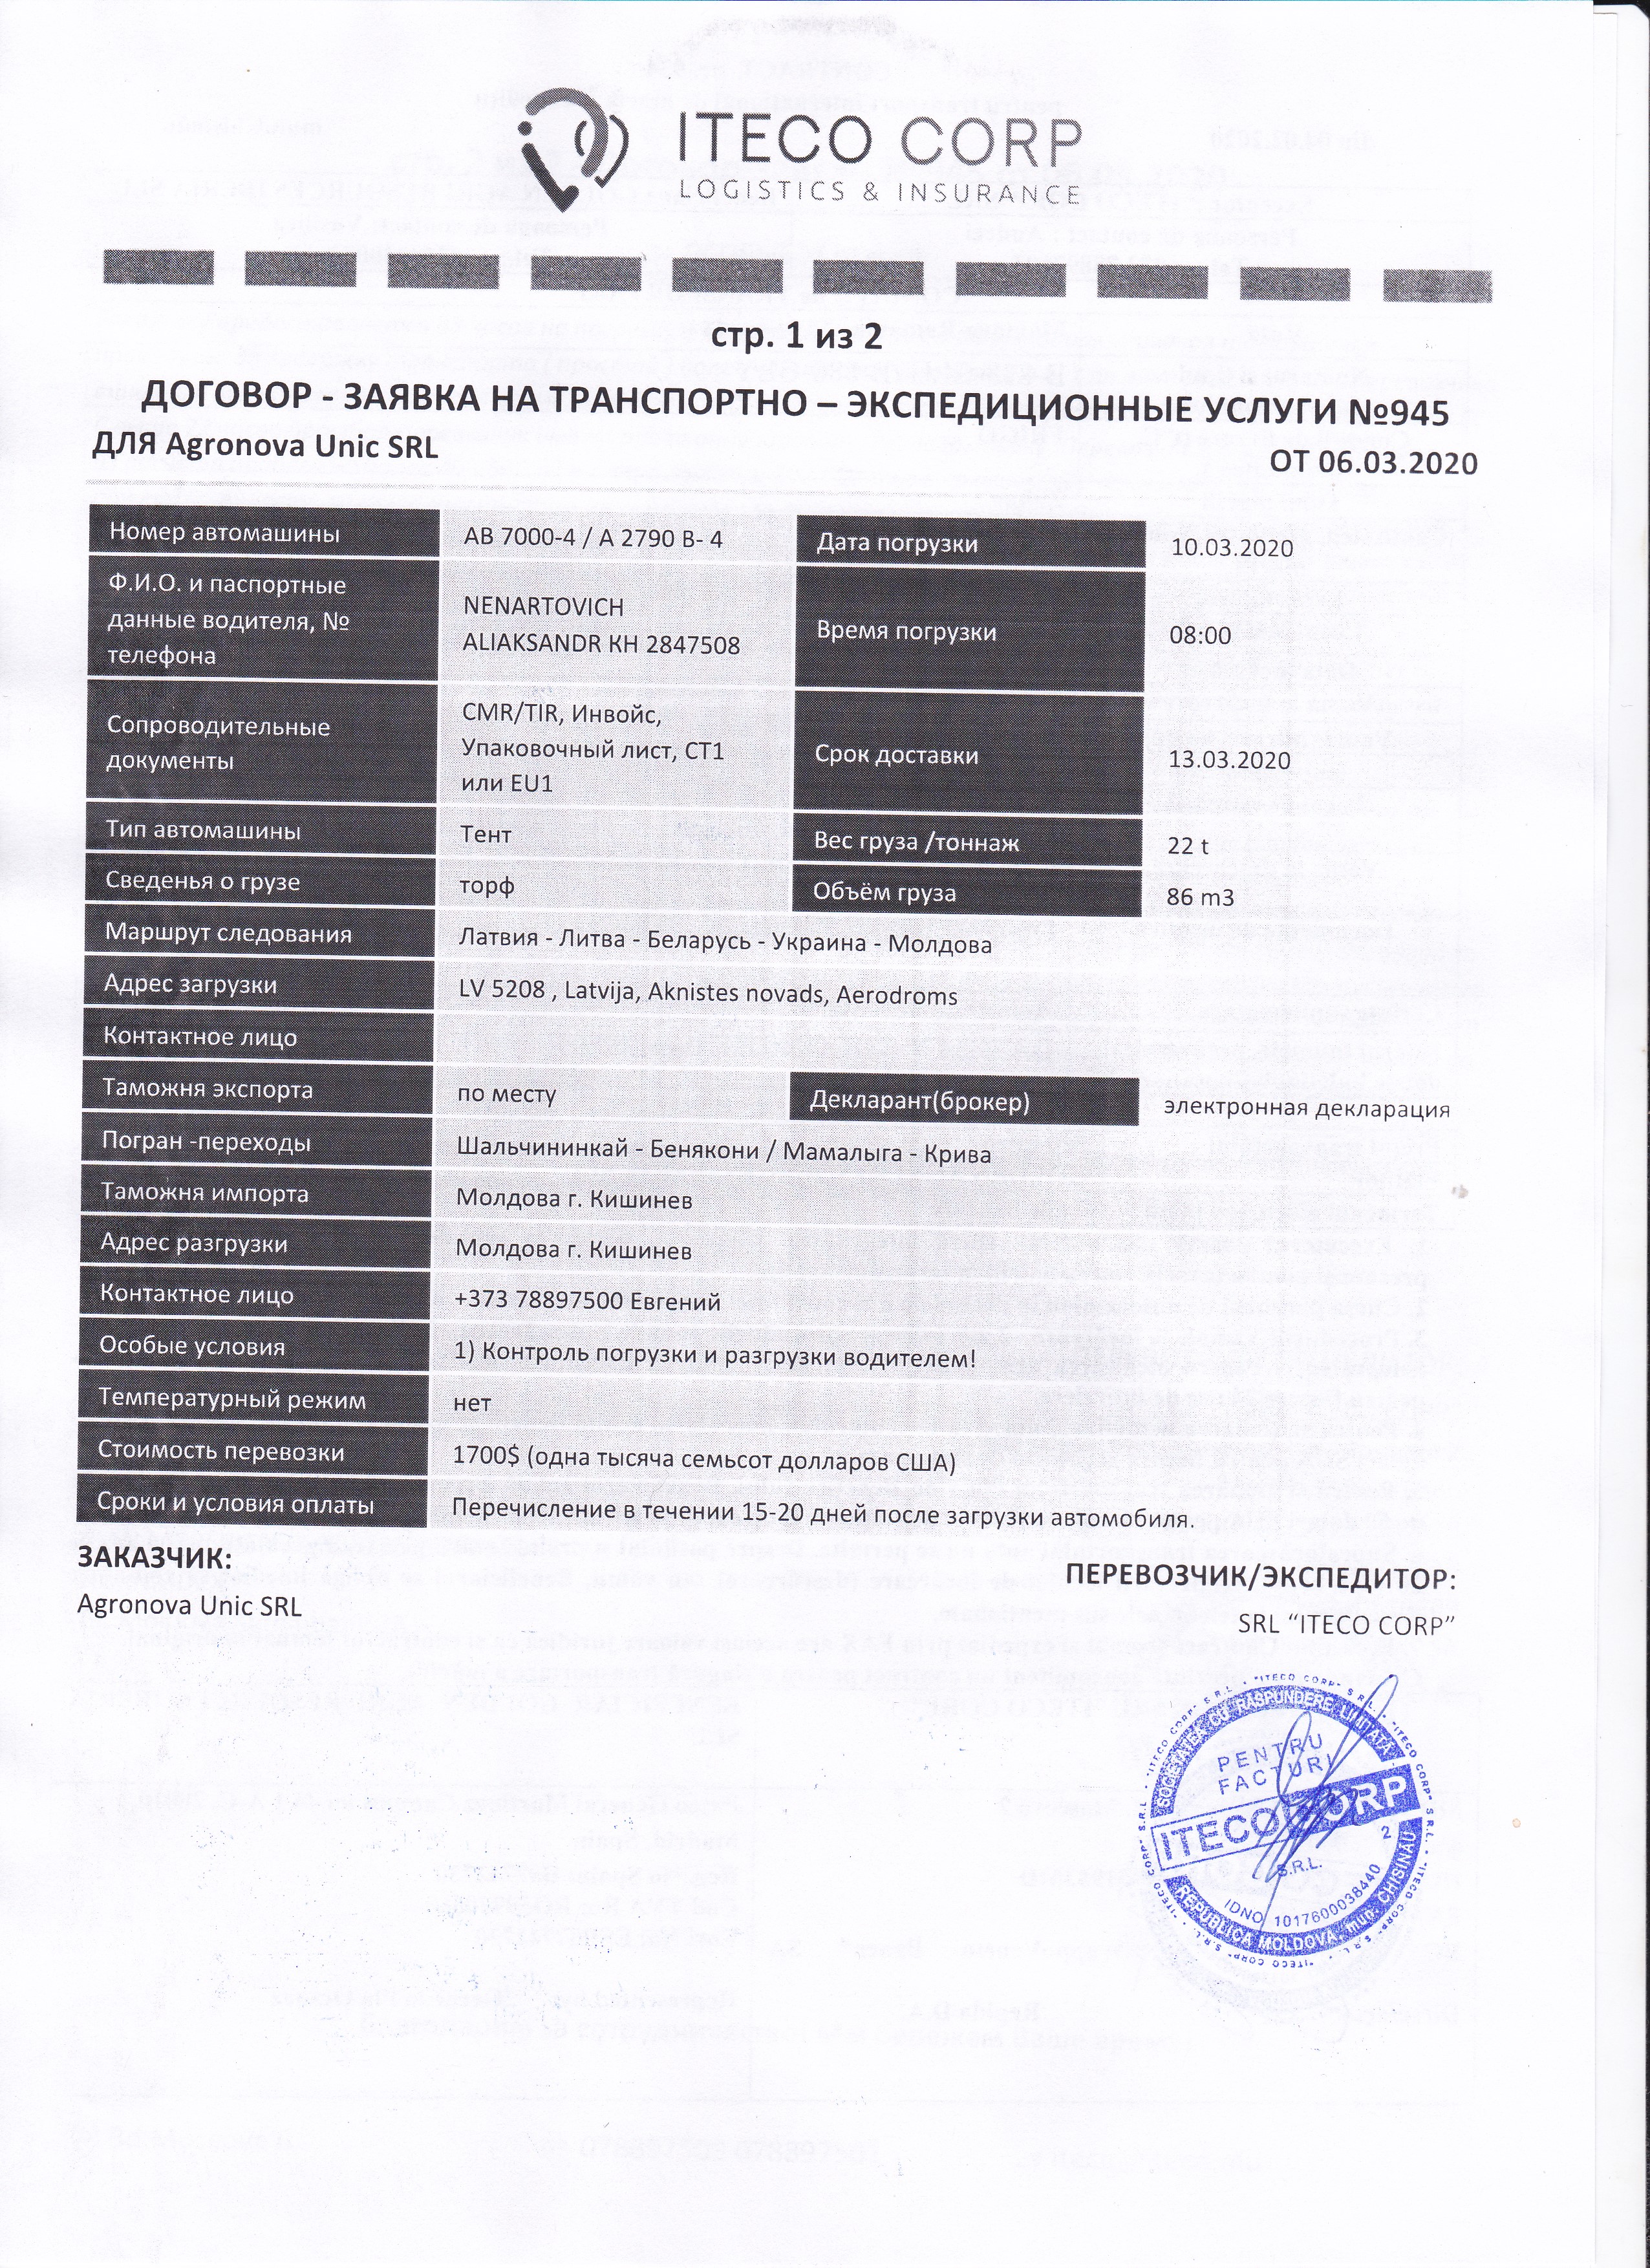 ITECO CORP
LOGISTICS & INSURANCE
стр. 1 из 2
ДОГОВОР - ЗАЯВКА НА ТРАНСПОРТНО – ЭКСПЕДИЦИОННЫЕ УСЛУГИ №945
ДЛЯ Agronova Unic SRL ОТ 06.03.2020
Номер автомашины AB 7000-4 / A 2790 B- 4 Дата погрузки 10.03.2020
Ф.И.О. и паспортные
данные водителя, №
телефона
NENARTOVICH
ALIAKSANDR KH 2847508
Время погрузки 08:00
Сопроводительные
документы
CMR/TIR, Инвойс,
Упаковочный лист, СТ1
или EU1
Срок доставки 13.03.2020
Тип автомашины Тент Вес груза /тоннаж 22 t
Сведенья о грузе торф Объём груза 86 m3
Маршрут следования Латвия - Литва - Беларусь - Украина - Молдова
Адрес загрузки LV 5208 , Latvija, Aknistes novads, Aerodroms
Контактное лицо
Таможня экспорта по месту Декларант(брокер) электронная декларация
Погран -переходы Шальчининкай - Бенякони / Мамалыга - Крива
Таможня импорта Молдова г. Кишинев
Адрес разгрузки Молдова г. Кишинев
Контактное лицо +373 78897500 Евгений
Особые условия 1) Контроль погрузки и разгрузки водителем!
Температурный режим нет
Стоимость перевозки 1700$ (одна тысяча семьсот долларов США)
Сроки и условия оплаты Перечисление в течении 15-20 дней после загрузки автомобиля.
ЗАКАЗЧИК: ПЕРЕВОЗЧИК/ЭКСПЕДИТОР:
Agronova Unic SRL SRL “ITECO CORP”
SOCIETATEA CU RASPUNDERE LIMITATA
PENTRU
FACTURI
ITECO CORP
2
S.R.L.
IDNO 1017600038440
REPUBLICA MOLDOVA, mun. CHISINAU